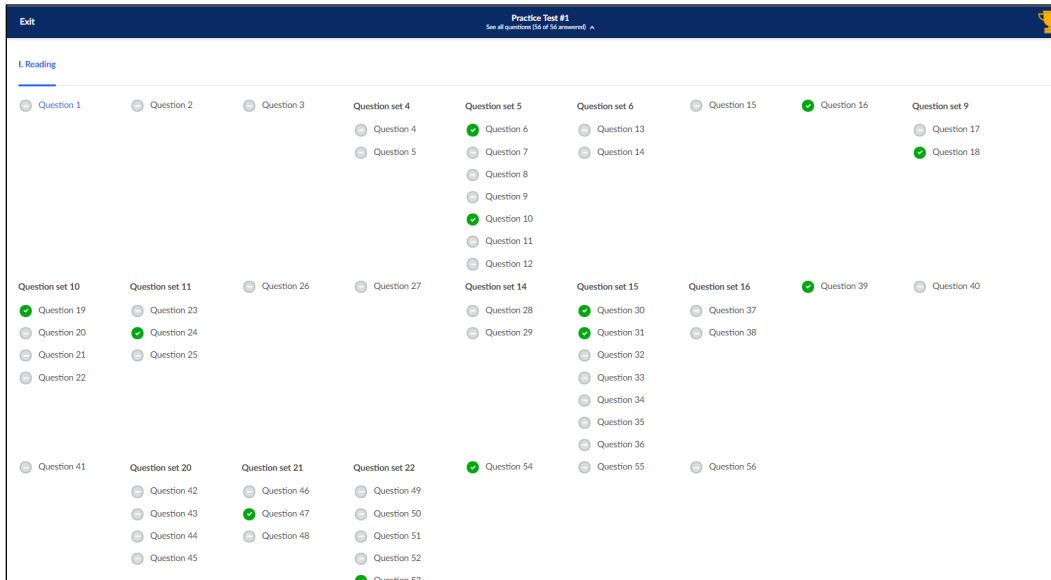 Exit
Practice Test #1
See all questions (56 of 56 answered)
I. Reading
Question 1
Question 2
Question 3
Question set 4
Question 4
Question 5
Question set 5
Question 6
Question 7
Question 8
Question 9
Question 10
Question 11
Question 12
Question set 6
Question 13
Question 14
Question 15
Question 16
Question set 9
Question 17
Question 18
Question set 10
Question 19
Question 20
Question 21
Question 22
Question set 11
Question 23
Question 24
Question 25
Question 26
Question 27
Question set 14
Question 28
Question 29
Question set 15
Question 30
Question 31
Question 32
Question 33
Question 34
Question 35
Question 36
Question set 16
Question 37
Question 38
Question 39
Question 40
Question 41
Question set 20
Question 42
Question 43
Question 44
Question 45
Question set 21
Question 46
Question 47
Question 48
Question set 22
Question 49
Question 50
Question 51
Question 52
Question 53
Question 54
Question 55
Question 56